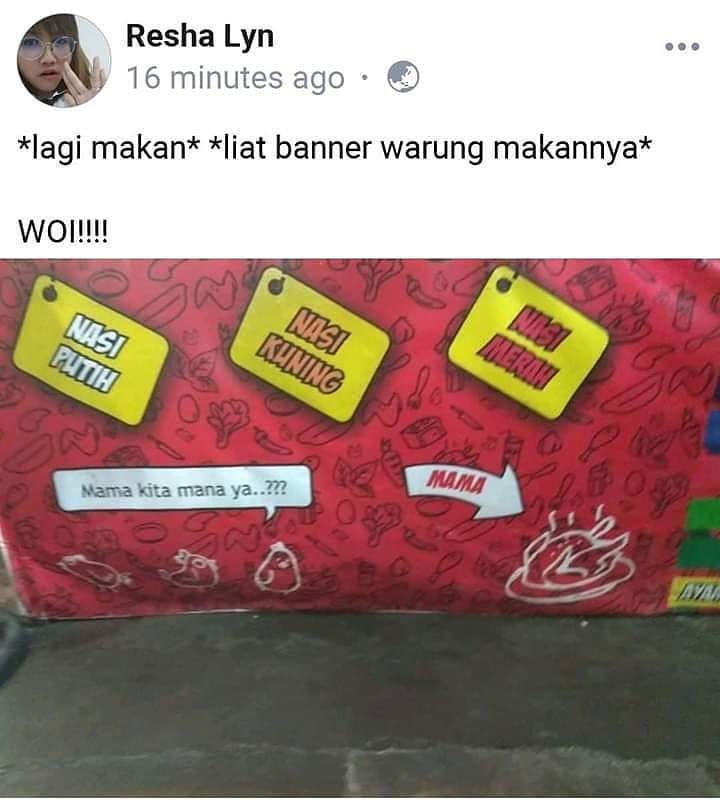 Resha Lyn
16 minutes ago
*lagi makan* *liat banner warung makannya*
WOI!!!!
NASI
PUTIH
NASI
KUNING
NASI
MERAH
Mama kita mana ya..???
MAMA